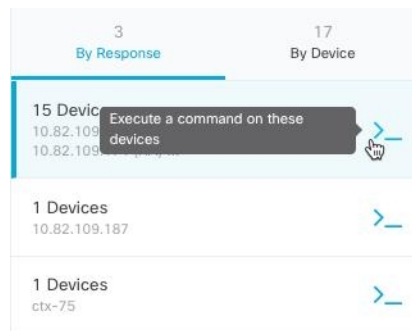 3
By Response
17
By Device
15 Devic
Execute a command on these
devices
10.82.109
10.82.109.
1 Devices
10.82.109.187
1 Devices
ctx-75